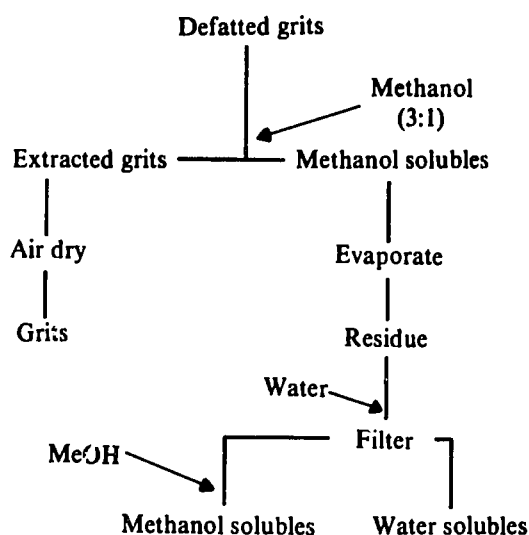 Defatted grits
Methanol
(3:1)
Extracted grits
Methanol solubles
Air dry
Evaporate
Grits
Residue
Water
Filter
MeOH
Methanol solubles
Water solubles